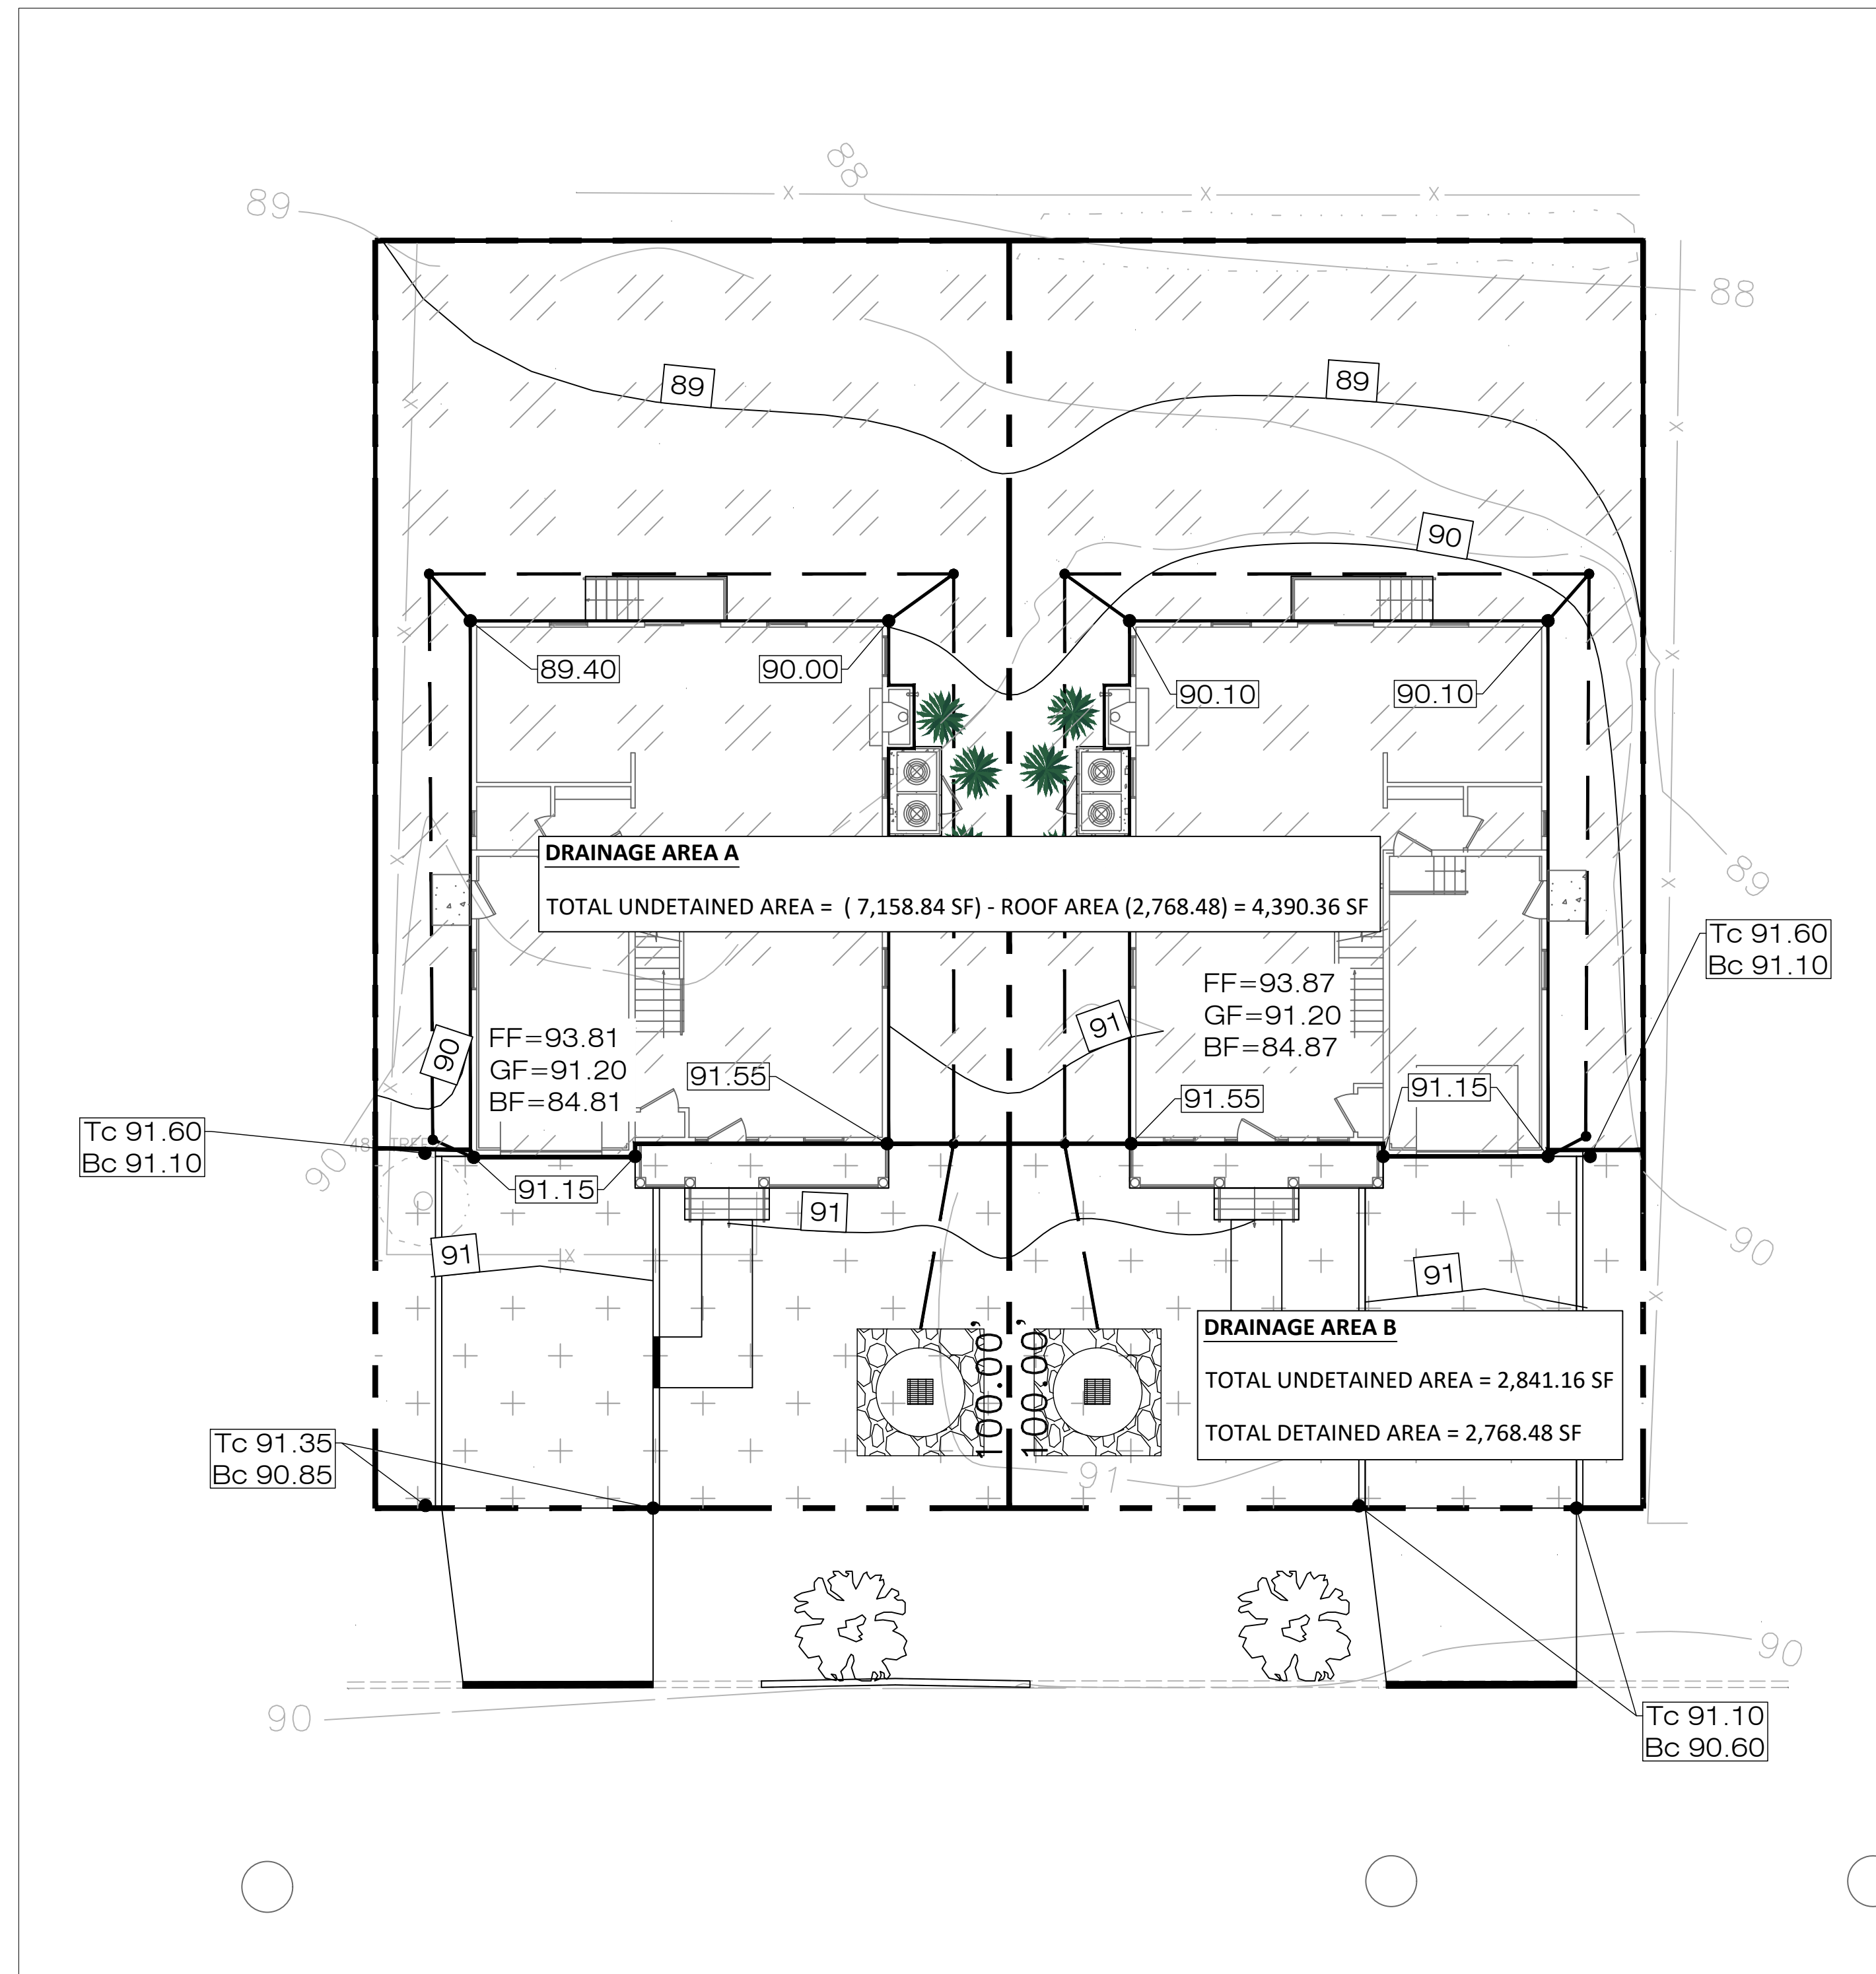 88
89
88
89
89
90
89.40
90.00
90.10
90.10
DRAINAGE AREA A
TOTAL UNDETAINED AREA = ( 7,158.84 SF) - ROOF AREA (2,768.48) = 4,390.36 SF
89
Tc 91.60
Bc 91.10
FF=93.87
GF=91.20
BF=84.87
91
90
FF=93.81
GF=91.20
BF=84.81
91.55
91.55
91.15
Tc 91.60
Bc 91.10
90
48" TREE
91.15
91
91
91
90
DRAINAGE AREA B
TOTAL UNDETAINED AREA = 2,841.16 SF
TOTAL DETAINED AREA = 2,768.48 SF
100.00'
100.00'
Tc 91.35
Bc 90.85
91
90
90
Tc 91.10
Bc 90.60